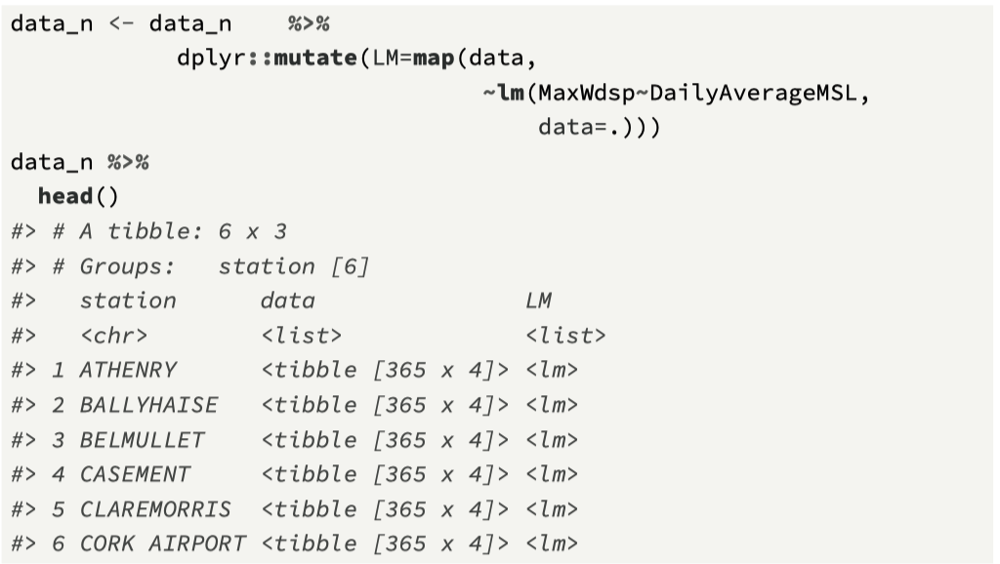 data_n <- data_n    %>%
            dplyr::mutate(LM=map(data,
                                  ~lm(MaxWdsp~DailyAverageMSL,
                                      data=.)))
data_n %>%
  head()
#> # A tibble: 6 x 3
#> # Groups:   station [6]
#>   station      data               LM
#>   <chr>        <list>             <list>
#> 1 ATHENRY      <tibble [365 x 4]> <lm>
#> 2 BALLYHAISE   <tibble [365 x 4]> <lm>
#> 3 BELMULLET    <tibble [365 x 4]> <lm>
#> 4 CASEMENT     <tibble [365 x 4]> <lm>
#> 5 CLAREMORRIS  <tibble [365 x 4]> <lm>
#> 6 CORK AIRPORT <tibble [365 x 4]> <lm>